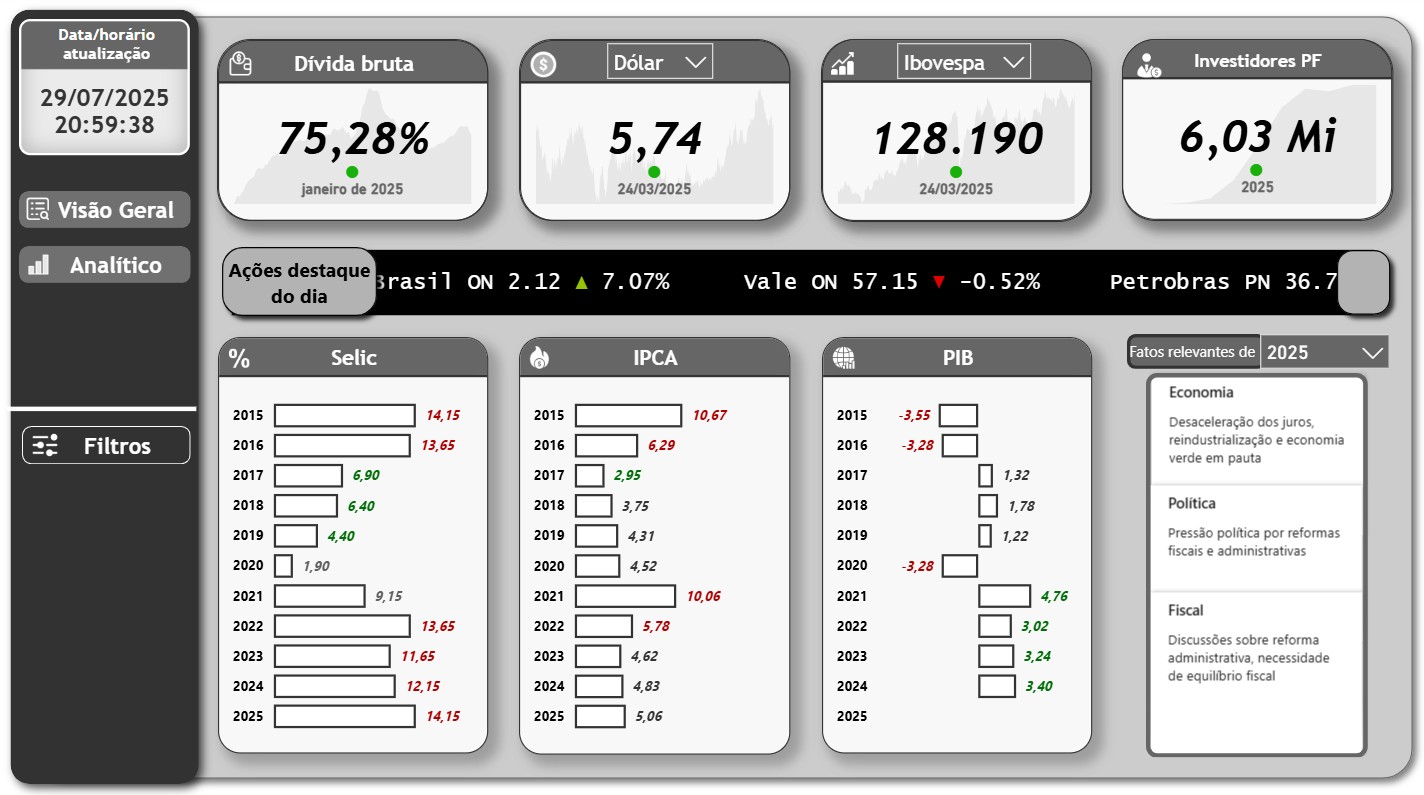 Data/horário
atualização
29/07/2025
20:59:38
Visão Geral
Analítico
Filtros
Dívida bruta
75,28%
janeiro de 2025
Dólar
5,74
24/03/2025
Ibovespa
128.190
24/03/2025
Investidores PF
6,03 Mi
2025
Ações destaque
do dia
rasil ON 2.12 ▲ 7.07% Vale ON 57.15 ▼ -0.52% Petrobras PN 36.7
% Selic
2015 14,15
2016 13,65
2017 6,90
2018 6,40
2019 4,40
2020 1,90
2021 9,15
2022 13,65
2023 11,65
2024 12,15
2025 14,15
IPCA
2015 10,67
2016 6,29
2017 2,95
2018 3,75
2019 4,31
2020 4,52
2021 10,06
2022 5,78
2023 4,62
2024 4,83
2025 5,06
PIB
2015 -3,55
2016 -3,28
2017 1,32
2018 1,78
2019 1,22
2020 -3,28
2021 4,76
2022 3,02
2023 3,24
2024 3,40
2025
Fatos relevantes de 2025
Economia
Desaceleração dos juros,
reindustrialização e economia
verde em pauta
Política
Pressão política por reformas
fiscais e administrativas
Fiscal
Discussões sobre reforma
administrativa, necessidade
de equilíbrio fiscal